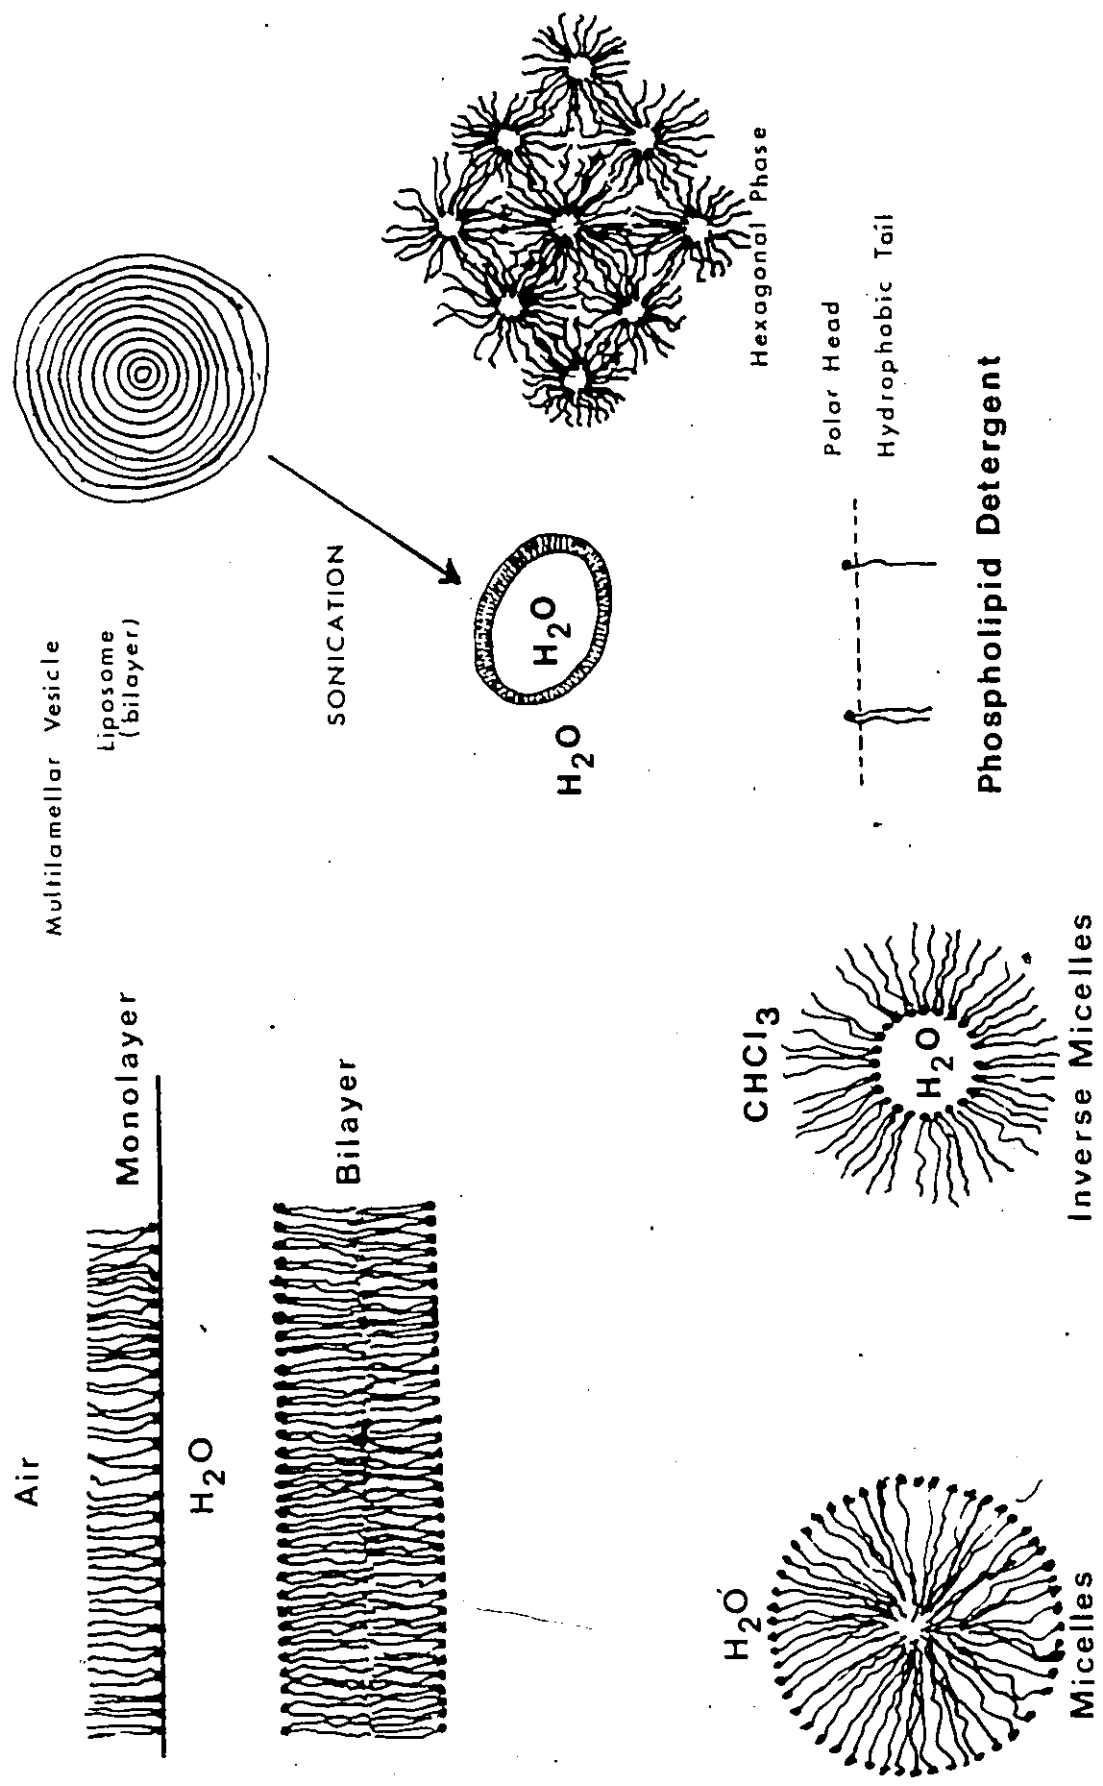 Air
Monolayer
H₂O
Bilayer
Multilamellar Vesicle
Liposome
(bilayer)
SONICATION
H₂O
H₂O
Hexagonal Phase
H₂O
Micelles
CHCl₃
H₂O
Inverse Micelles
Polar Head
Hydrophobic Tail
Phospholipid Detergent